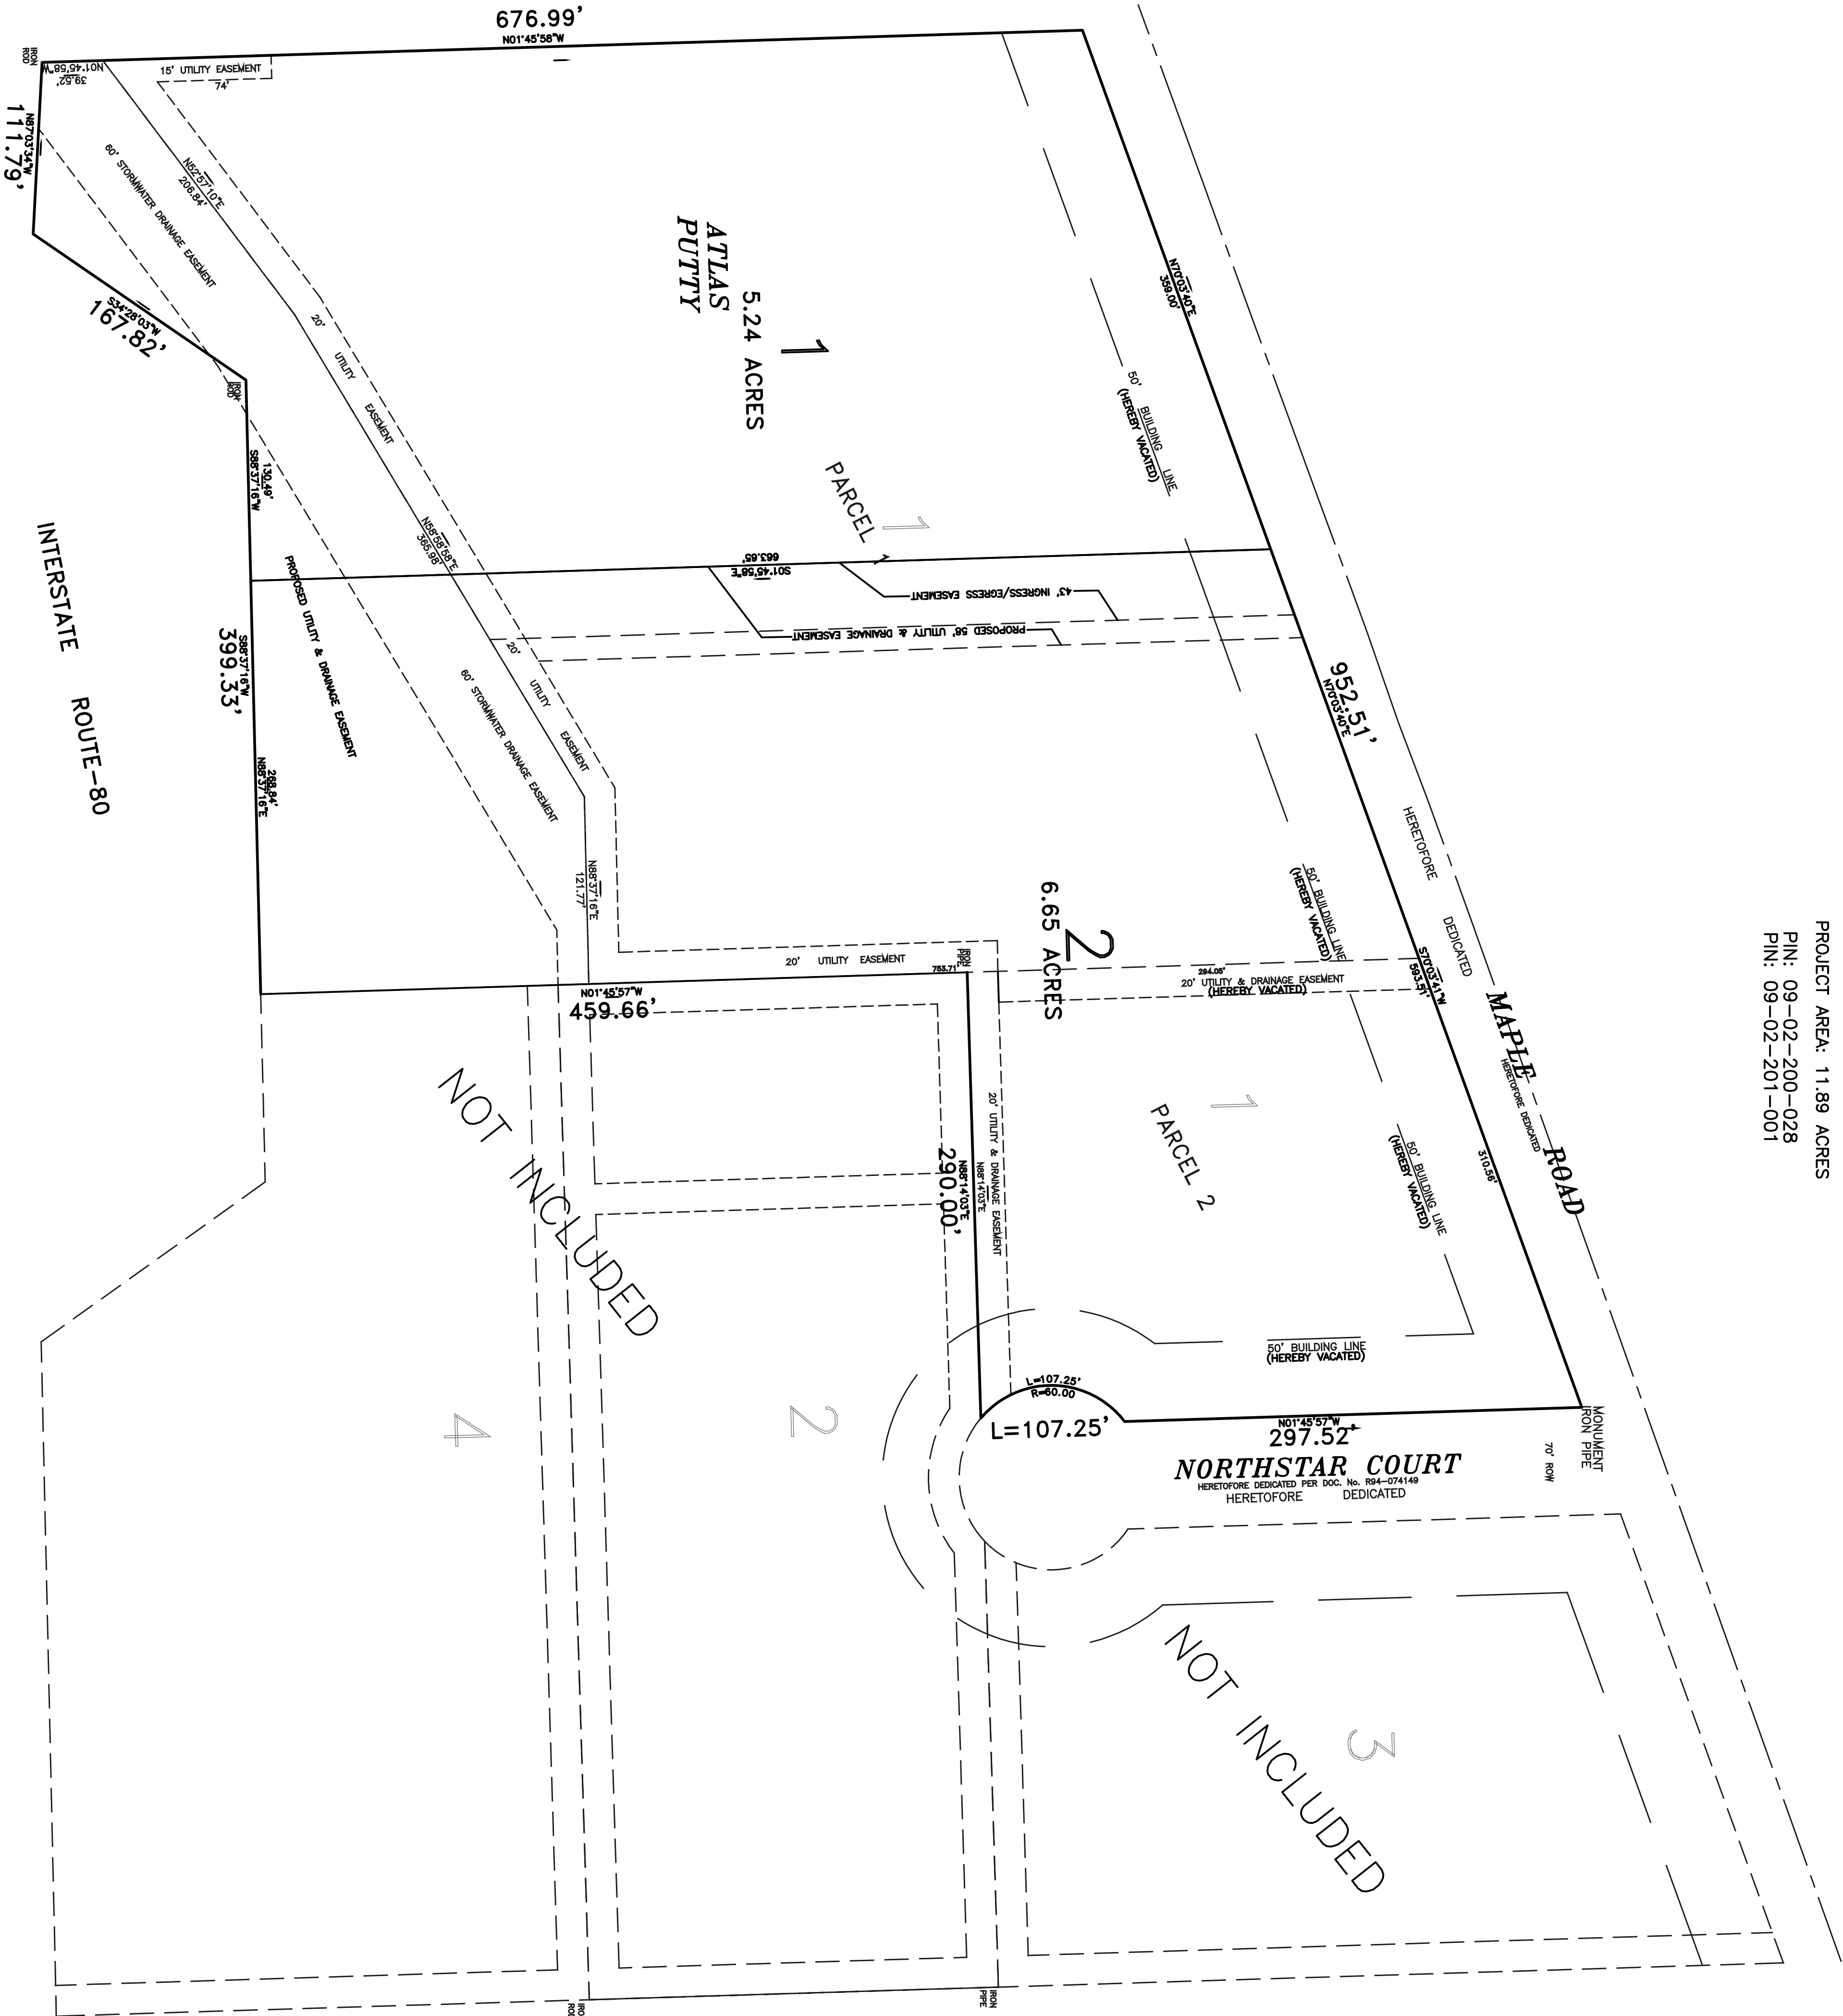 PROJECT AREA: 11.89 ACRES
PIN: 09-02-200-028
PIN: 09-02-201-001
MAPLE ROAD
HERETOFORE DEDICATED
HERETOFORE DEDICATED
MONUMENT
IRON PIPE
70' ROW
310.56'
S70°03'41"W
593.51'
952.51'
N70°03'40"E
N70°03'40"E
359.00'
50' BUILDING LINE
(HEREBY VACATED)
50' BUILDING LINE
(HEREBY VACATED)
50' BUILDING LINE
(HEREBY VACATED)
50' BUILDING LINE
(HEREBY VACATED)
N01°45'57"W
297.52'
NORTHSTAR COURT
HERETOFORE DEDICATED PER DOC. No. R94-074149
HERETOFORE DEDICATED
L=107.25'
R=60.00
L=107.25'
1
PARCEL 2
294.05'
20' UTILITY & DRAINAGE EASEMENT
(HEREBY VACATED)
2
6.65 ACRES
20' UTILITY & DRAINAGE EASEMENT
N88°14'03"E
N88°14'03"E
290.00'
IRON
PIPE
753.71'
20' UTILITY EASEMENT
N01°45'57"W
459.66'
1
5.24 ACRES
ATLAS
PUTTY
1
PARCEL 1
663.65'
S01°45'58"E
43' INGRESS/EGRESS EASEMENT
PROPOSED 58' UTILITY & DRAINAGE EASEMENT
676.99'
N01°45'58"W
15' UTILITY EASEMENT
74'
N01°45'58"W
39.52'
IRON
ROD
N87°03'34"W
111.79'
N52°57'10"E
206.84'
60' STORMWATER DRAINAGE EASEMENT
S34°28'03"W
167.82'
IRON
ROD
20' UTILITY EASEMENT
N58°58'58"E
365.98'
20' UTILITY EASEMENT
60' STORMWATER DRAINAGE EASEMENT
N88°37'16"E
121.77'
130.49'
S88°37'16"W
PROPOSED UTILITY & DRAINAGE EASEMENT
S88°37'16"W
399.33'
268.84'
N88°37'16"E
INTERSTATE ROUTE-80
NOT INCLUDED
NOT INCLUDED
2
3
4
IRON
PIPE